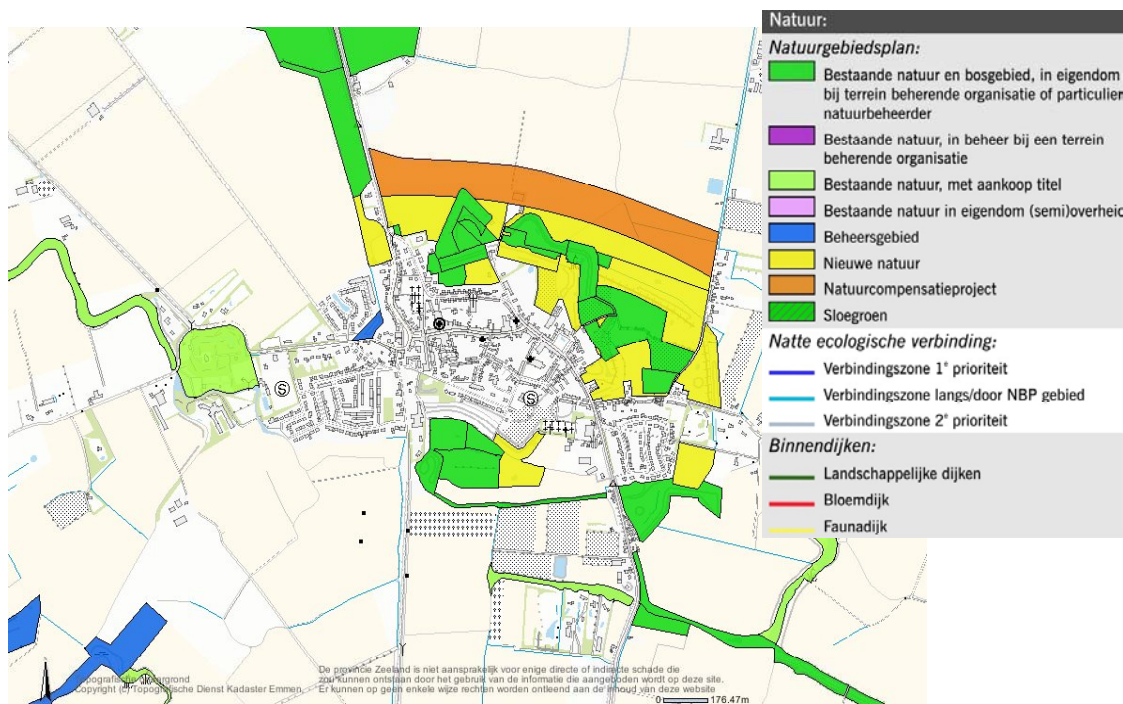 Natuur:
Natuurgebiedsplan:
Bestaande natuur en bosgebied, in eigendom
bij terrein beherende organisatie of particulier
natuurbeheerder
Bestaande natuur, in beheer bij een terrein
beherende organisatie
Bestaande natuur, met aankoop titel
Bestaande natuur in eigendom (semi)overheid
Beheersgebied
Nieuwe natuur
Natuurcompensatieproject
Sloegroen
Natte ecologische verbinding:
Verbindingszone 1° prioriteit
Verbindingszone langs/door NBP gebied
Verbindingszone 2° prioriteit
Binnendijken:
Landschappelijke dijken
Bloemdijk
Faunadijk
S
S
De provincie Zeeland is niet aansprakelijk voor enige directe of indirecte schade die
zou kunnen ontstaan door het gebruik van de informatie die aangeboden wordt op deze site.
Er kunnen op geen enkele wijze rechten worden ontleend aan de inhoud van deze website
Copyright (c) Topografische Dienst Kadaster Emmen,
0 176.47m